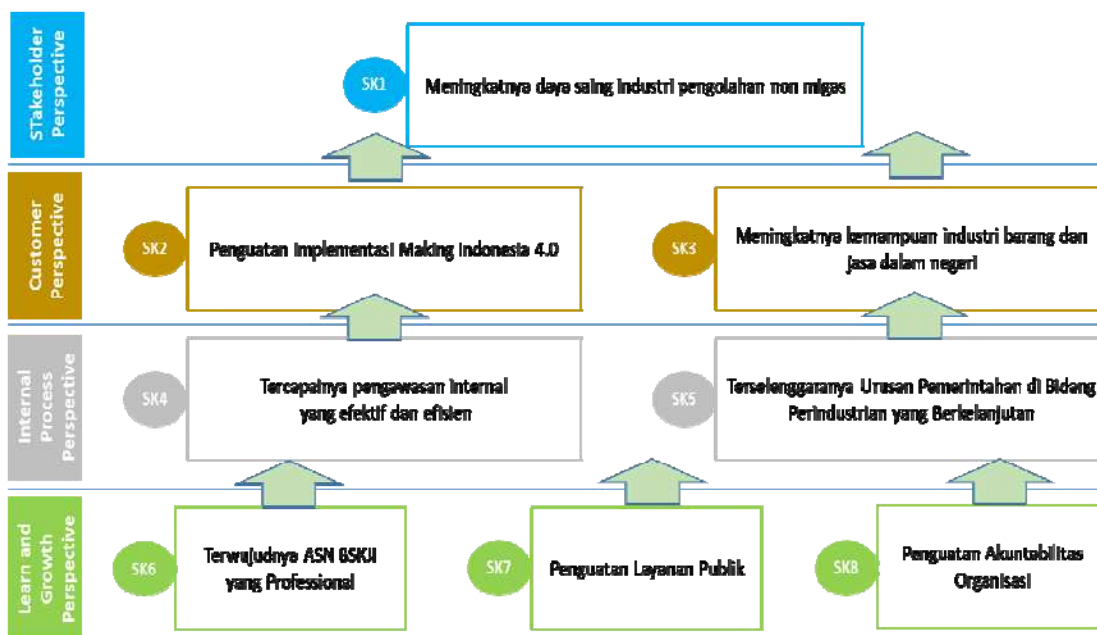 STakeholder
Perspective
SK1
Meningkatnya daya saing industri pengolahan non migas
Customer
Perspective
SK2
Penguatan Implementasi Making Indonesia 4.0
SK3
Meningkatnya kemampuan industri barang dan
jasa dalam negeri
Internal
Process
Perspective
SK4
Tercapainya pengawasan internal
yang efektif dan efisien
SK5
Terselenggaranya Urusan Pemerintahan di Bidang
Perindustrian yang Berkelanjutan
Learn and
Growth
Perspective
SK6
Terwujudnya ASN BSKJI
yang Professional
SK7
Penguatan Layanan Publik
SK8
Penguatan Akuntabilitas
Organisasi